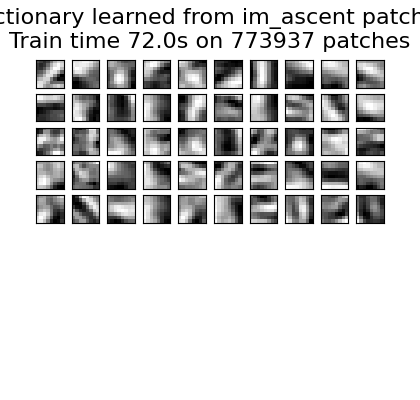 ctionary learned from im_ascent patch
Train time 72.0s on 773937 patches